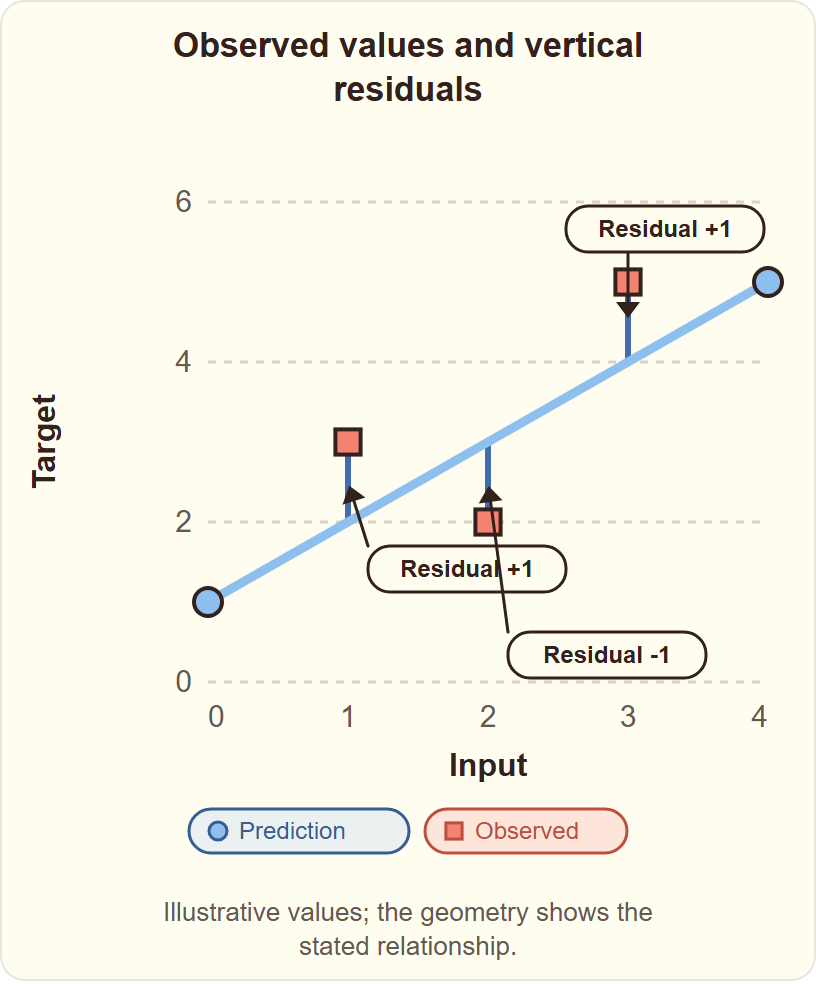 Observed values and vertical
residuals
6
Residual +1
4
Target
2
Residual +1
Residual -1
0
0 1 2 3 4
Input
Prediction Observed
Illustrative values; the geometry shows the
stated relationship.